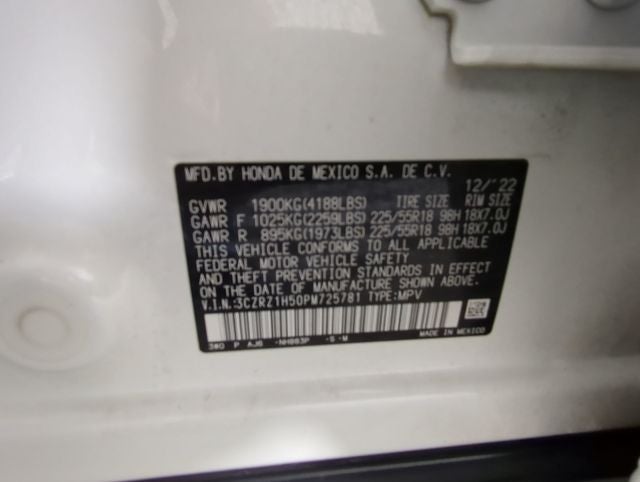 MFD.BY HONDA DE MEXICO S.A. DE C.V.
12/'22
GVWR 1900KG(4188LBS) TIRE SIZE RIM SIZE
GAWR F 1025KG(2259LBS) 225/55R18 98H 18X7.0J
GAWR R 895KG(1973LBS) 225/55R18 98H 18X7.0J
THIS VEHICLE CONFORMS TO ALL APPLICABLE
FEDERAL MOTOR VEHICLE SAFETY
AND THEFT PREVENTION STANDARDS IN EFFECT
ON THE DATE OF MANUFACTURE SHOWN ABOVE.
V.I.N.:3CZRZ1H50PM725781 TYPE:MPV
P AJ6 -NH883P -S -M
MADE IN MEXICO